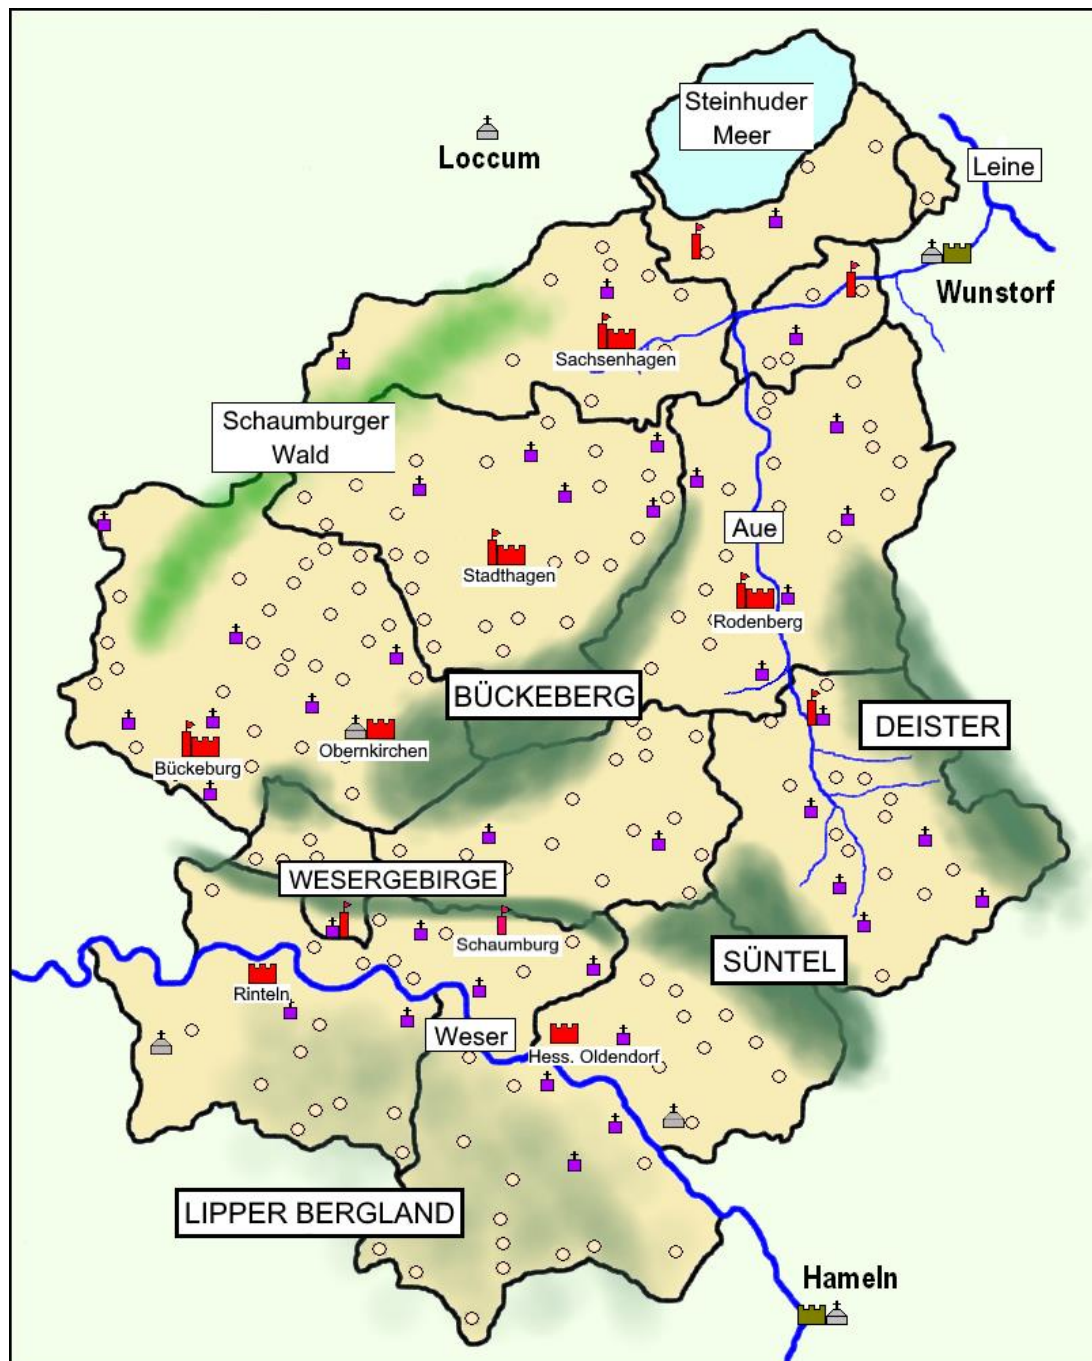 Steinhuder
Meer
Loccum
Leine
Wunstorf
Sachsenhagen
Schaumburger
Wald
Aue
Stadthagen
Rodenberg
BÜCKEBERG
DEISTER
Obernkirchen
Bückeburg
WESERGEBIRGE
Schaumburg
SÜNTEL
Rinteln
Weser
Hess. Oldendorf
LIPPER BERGLAND
Hameln